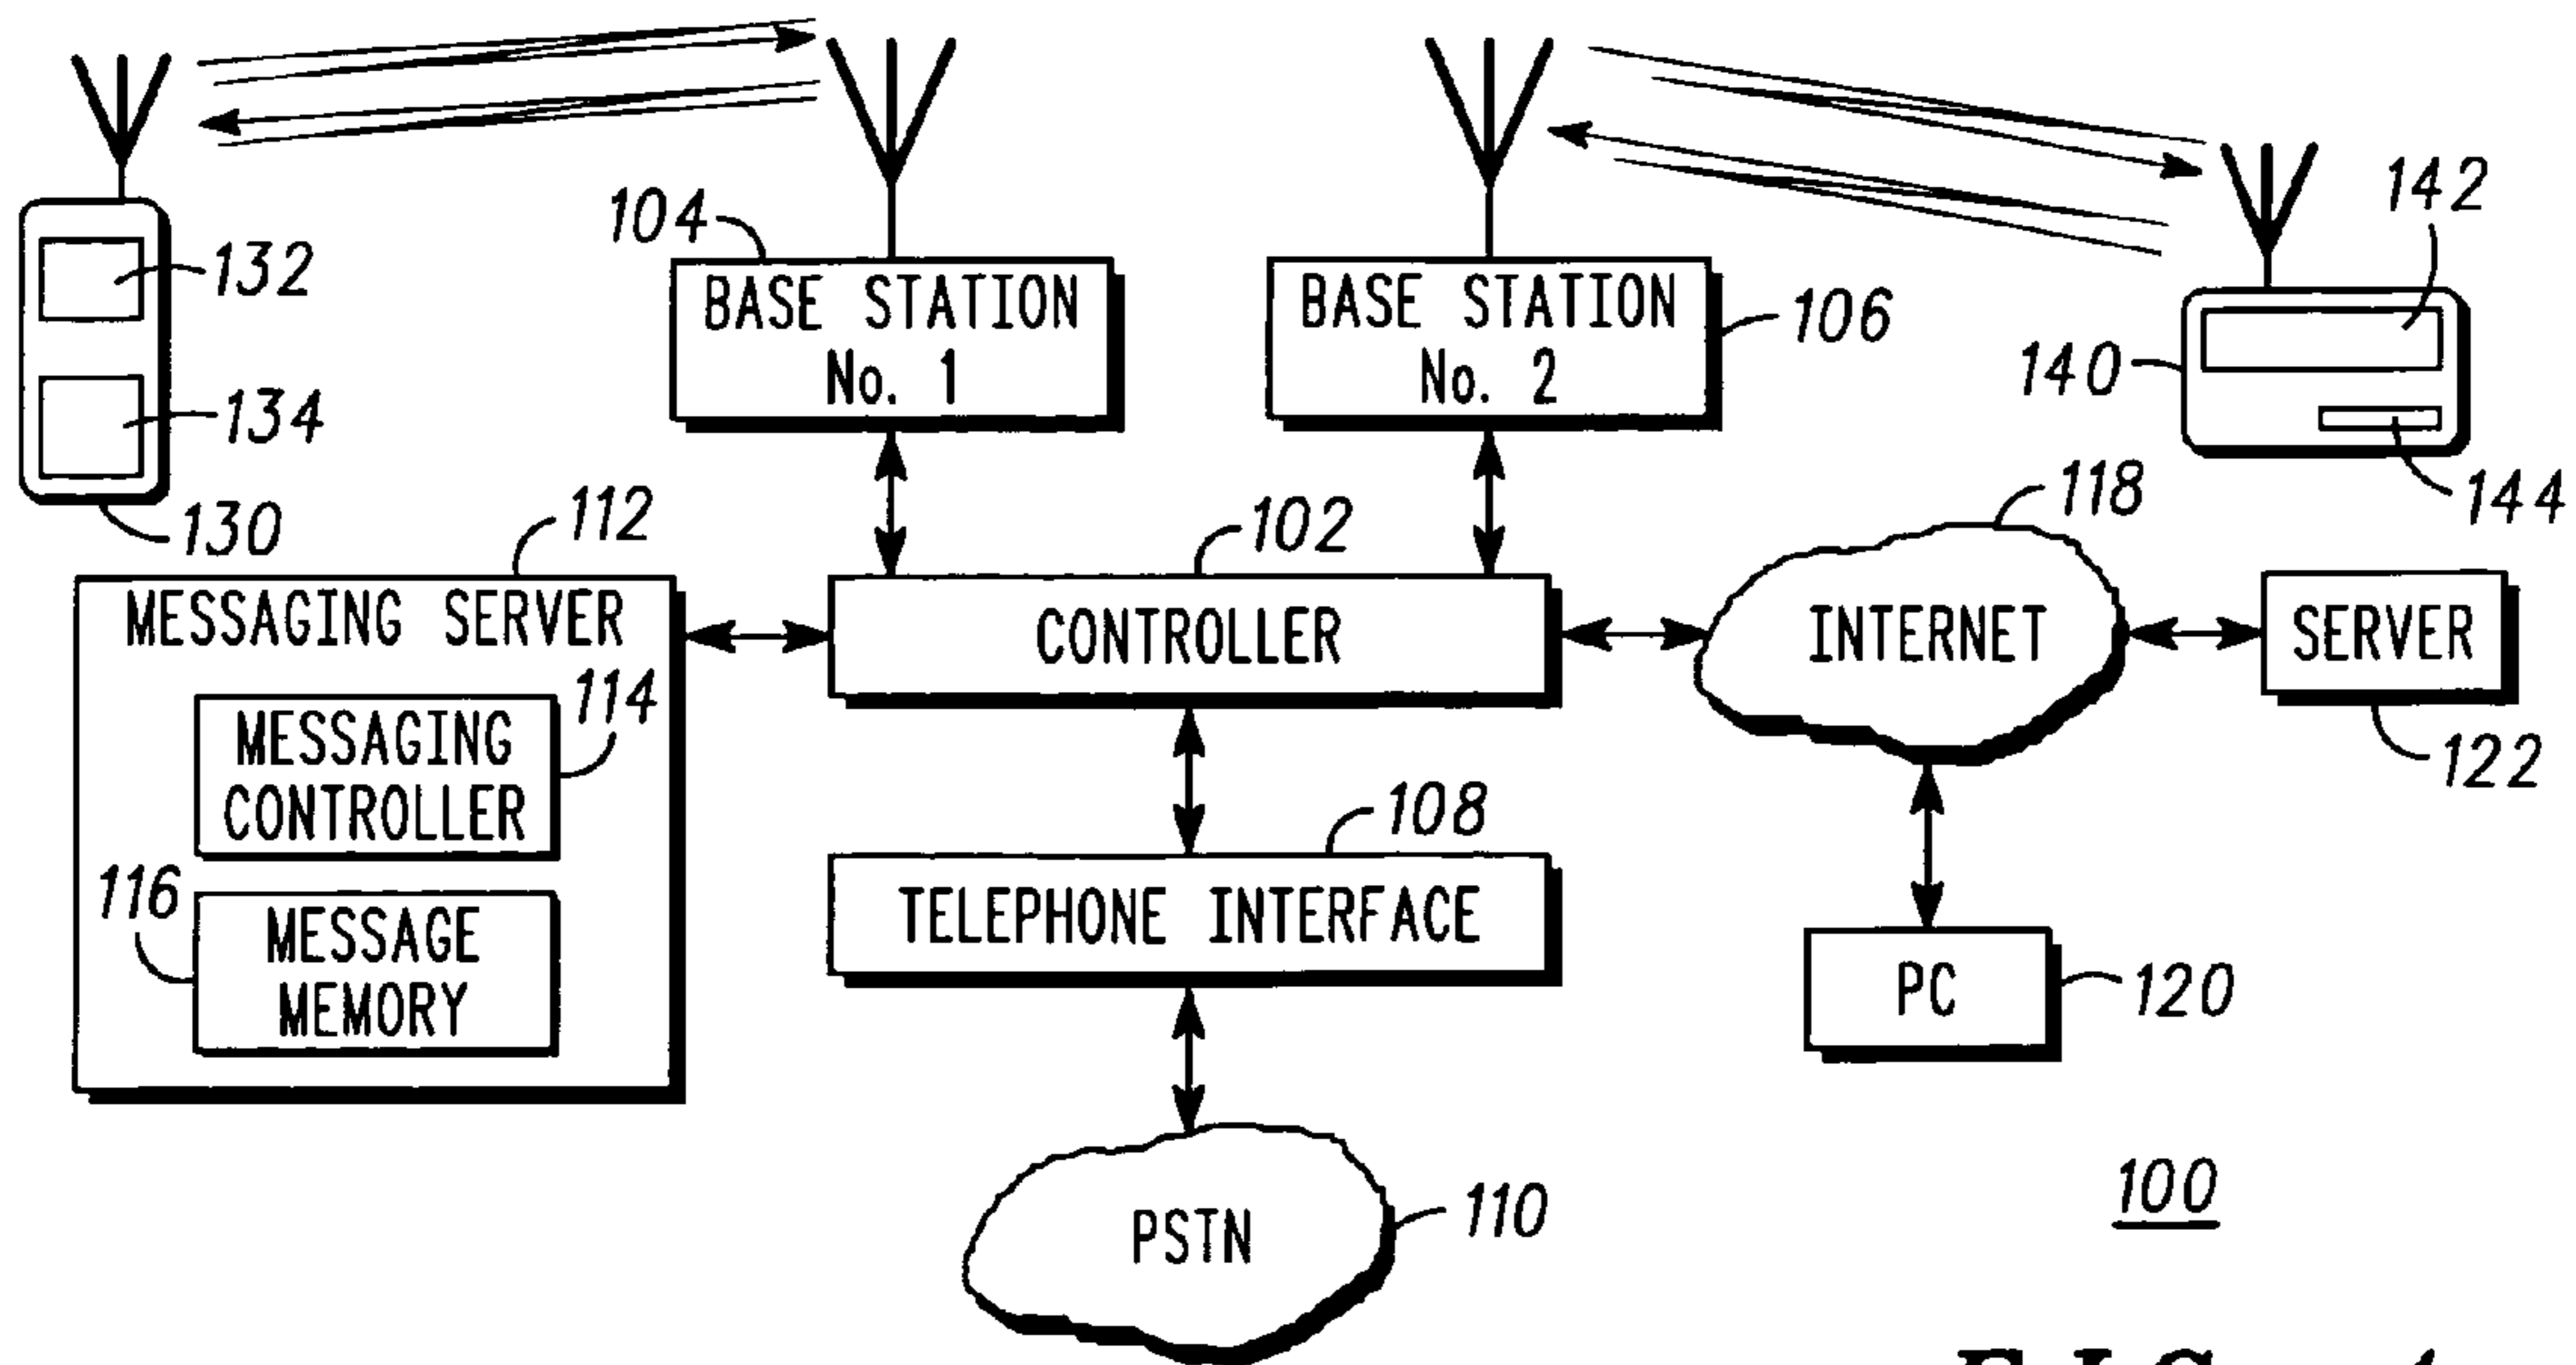 104
132
BASE STATION
No. 1
BASE STATION
No. 2
106
142
140
134
144
130
112
102
118
MESSAGING SERVER
CONTROLLER
INTERNET
SERVER
114
MESSAGING
CONTROLLER
122
108
116
MESSAGE
MEMORY
TELEPHONE INTERFACE
PC
120
PSTN
110
100